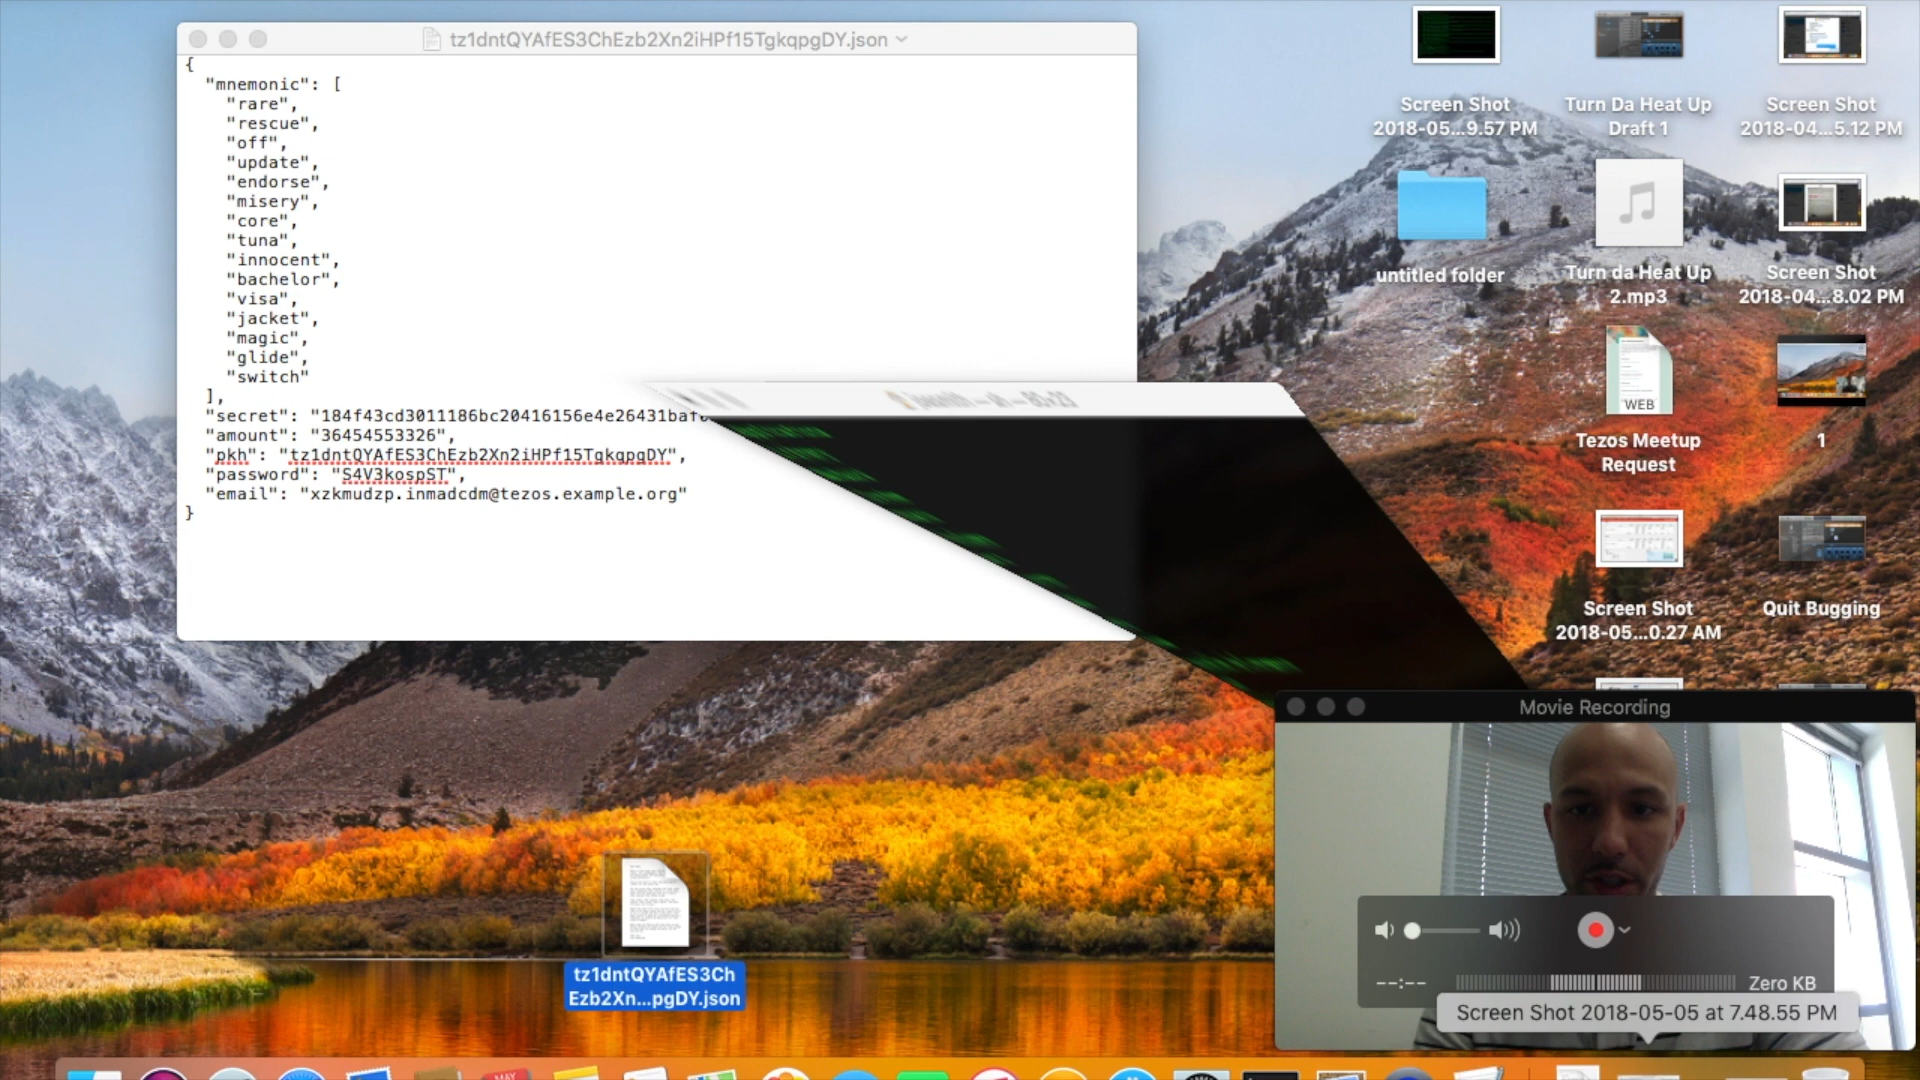 tz1dntQYAfES3ChEzb2Xn2iHPf15TgkqpgDY.json
{
"mnemonic": [
"rare",
"rescue",
"off",
"update",
"endorse",
"misery",
"core",
"tuna",
"innocent",
"bachelor",
"visa",
"jacket",
"magic",
"glide",
"switch"
],
"secret": "184f43cd3011186bc20416156e4e26431baf
"amount": "36454553326",
"pkh": "tz1dntQYAfES3ChEzb2Xn2iHPf15TgkqpgDY",
"password": "S4V3kospST",
"email": "xzkmudzp.inmadcdm@tezos.example.org"
}
Screen Shot
2018-05...9.57 PM
Turn Da Heat Up
Draft 1
Screen Shot
2018-04...5.12 PM
untitled folder
Turn da Heat Up
2.mp3
Screen Shot
2018-04...8.02 PM
WEB
Tezos Meetup
Request
1
Screen Shot
2018-05...0.27 AM
Quit Bugging
Movie Recording
--:--
Zero KB
Screen Shot 2018-05-05 at 7.48.55 PM
tz1dntQYAfES3Ch
Ezb2Xn...pgDY.json
MAY